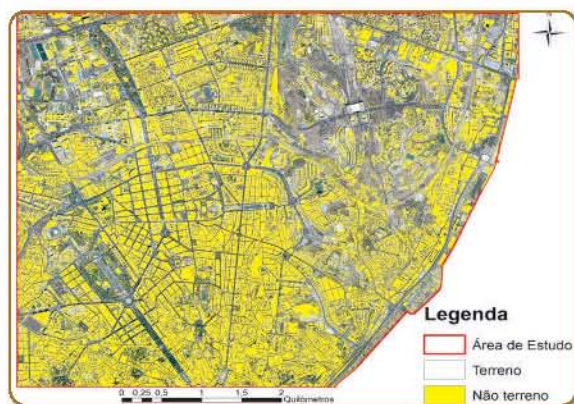 Legenda
Área de Estudo
Terreno
Não terreno
0 0,25 0,5 1 1,5 2
Quilómetros